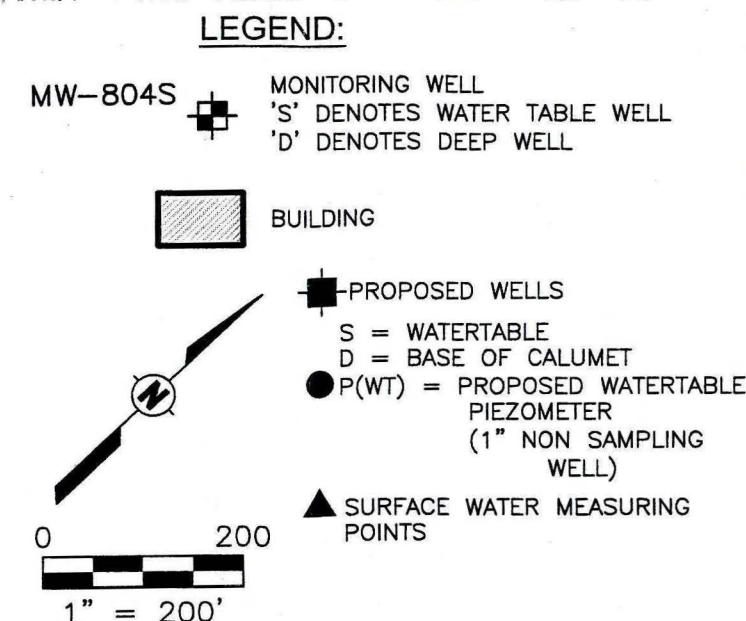 LEGEND:
MW-804S
MONITORING WELL
'S' DENOTES WATER TABLE WELL
'D' DENOTES DEEP WELL
BUILDING
PROPOSED WELLS
S = WATERTABLE
D = BASE OF CALUMET
P(WT) = PROPOSED WATERTABLE
PIEZOMETER
(1" NON SAMPLING
WELL)
N
SURFACE WATER MEASURING
POINTS
0 200
1" = 200'